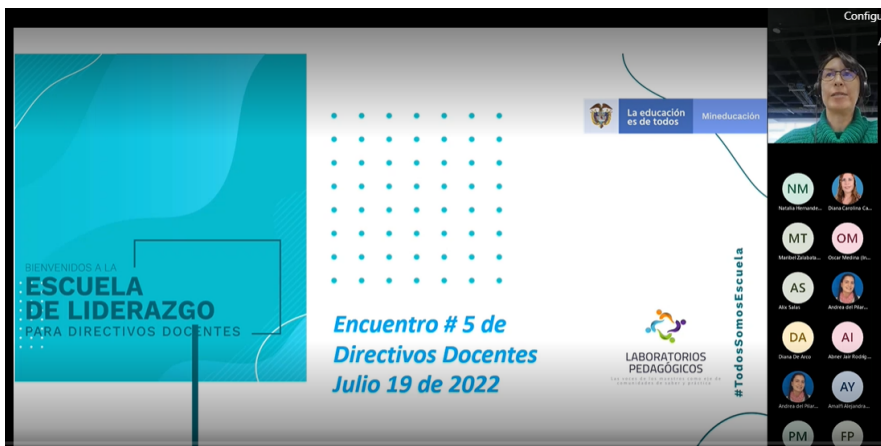 Configu
A
La educación
es de todos
Mineducación
BIENVENIDOS A LA
ESCUELA
DE LIDERAZGO
PARA DIRECTIVOS DOCENTES
Encuentro # 5 de
Directivos Docentes
Julio 19 de 2022
LABORATORIOS
PEDAGÓGICOS
#TodosSomosEscuela
NM
Natalia Hernande...
Diana Carolina Ca...
MT
OM
Maribel Zalabata...
Oscar Medina (In...
AS
Alix Salas
Andrea del Pilar...
DA
AI
Diana De Arco
Abner Jair Rodríg...
AY
Andrea del Pilar...
Amalfi Alejandra...
PM
FP